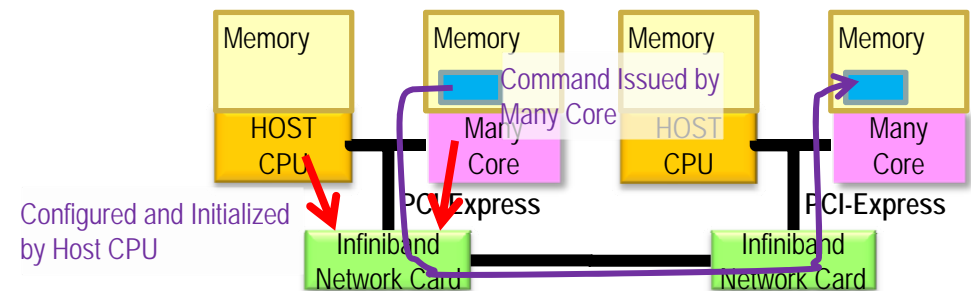 Memory
Memory
Memory
Memory
Command Issued by
Many Core
HOST
CPU
Many
Core
HOST
CPU
Many
Core
PCI-Express
PCI-Express
Configured and Initialized
by Host CPU
Infiniband
Network Card
Infiniband
Network Card